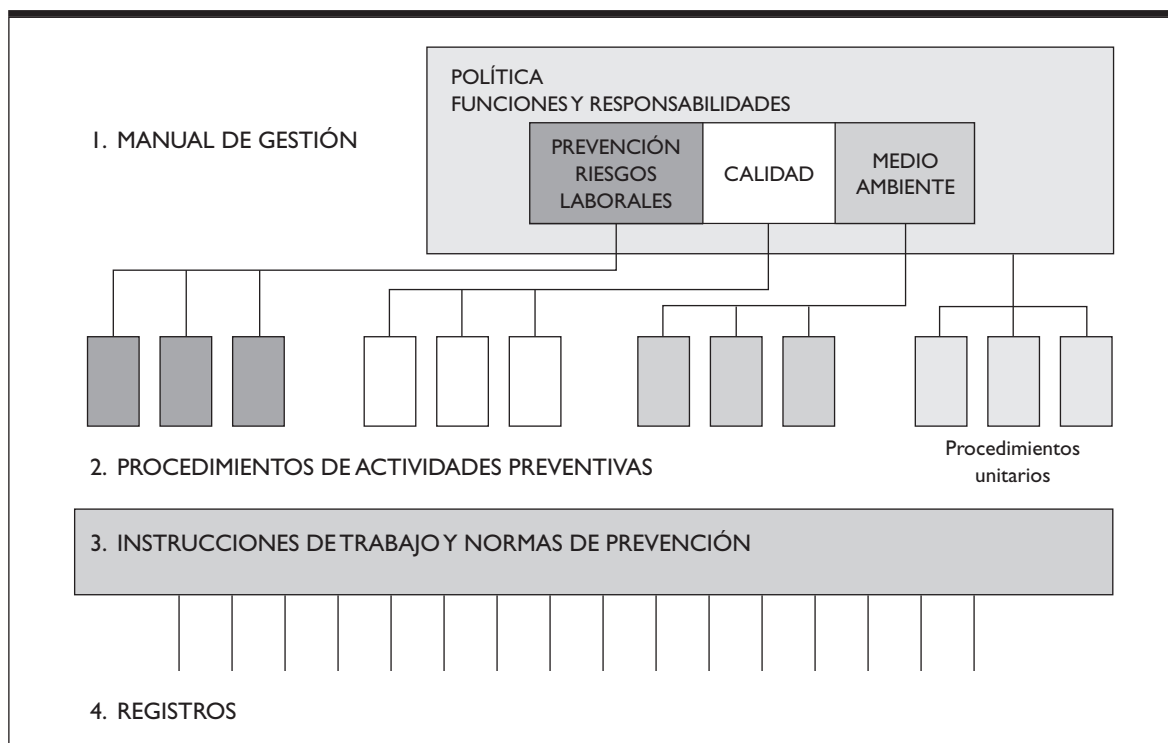 POLÍTICA
FUNCIONES Y RESPONSABILIDADES
1. MANUAL DE GESTIÓN
PREVENCIÓN
RIESGOS
LABORALES
CALIDAD
MEDIO
AMBIENTE
2. PROCEDIMIENTOS DE ACTIVIDADES PREVENTIVAS
Procedimientos
unitarios
3. INSTRUCCIONES DE TRABAJO Y NORMAS DE PREVENCIÓN
4. REGISTROS